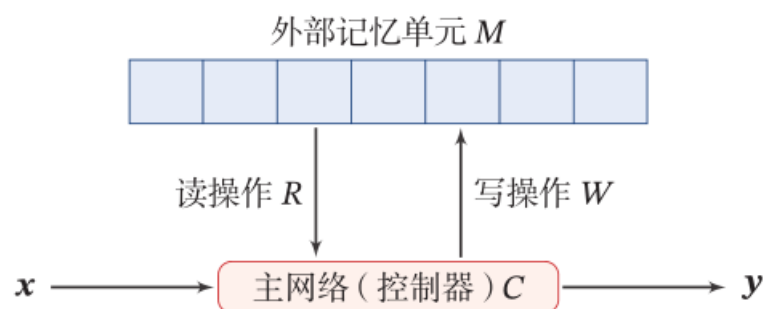 外部记忆单元 M
读操作 R
写操作 W
x
主网络(控制器)C
y